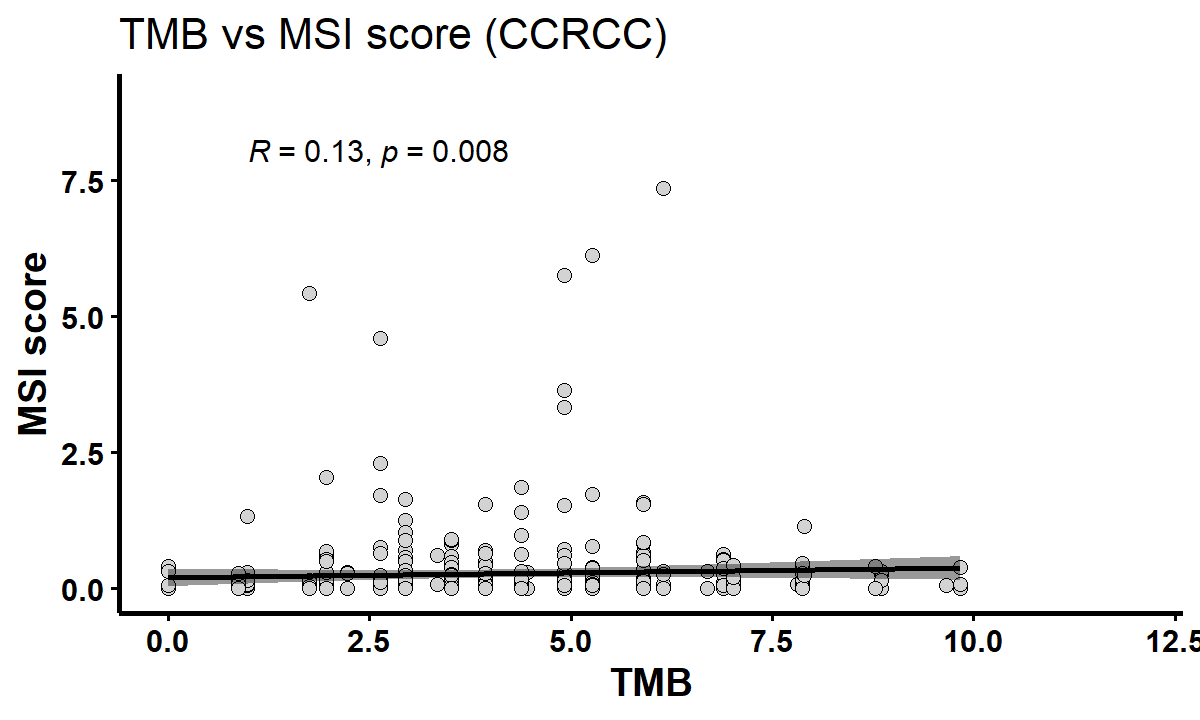 TMB vs MSI score (CCRCC)
R = 0.13, p = 0.008
7.5
5.0
2.5
0.0
MSI score
0.0 2.5 5.0 7.5 10.0 12.5
TMB